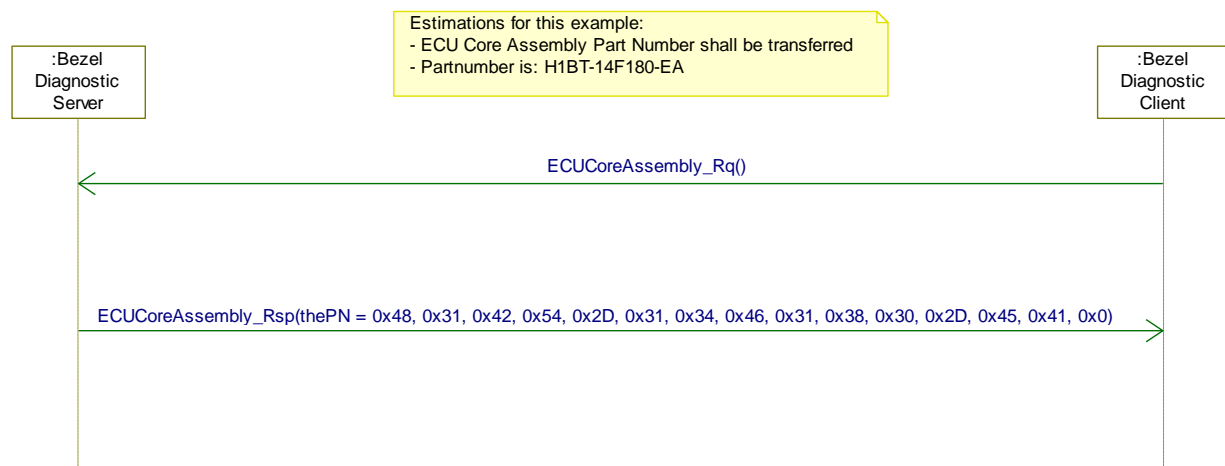 Estimations for this example:
- ECU Core Assembly Part Number shall be transferred
- Partnumber is: H1BT-14F180-EA
:Bezel
Diagnostic
Server
:Bezel
Diagnostic
Client
ECUCoreAssembly_Rq()
ECUCoreAssembly_Rsp(thePN = 0x48, 0x31, 0x42, 0x54, 0x2D, 0x31, 0x34, 0x46, 0x31, 0x38, 0x30, 0x2D, 0x45, 0x41, 0x0)